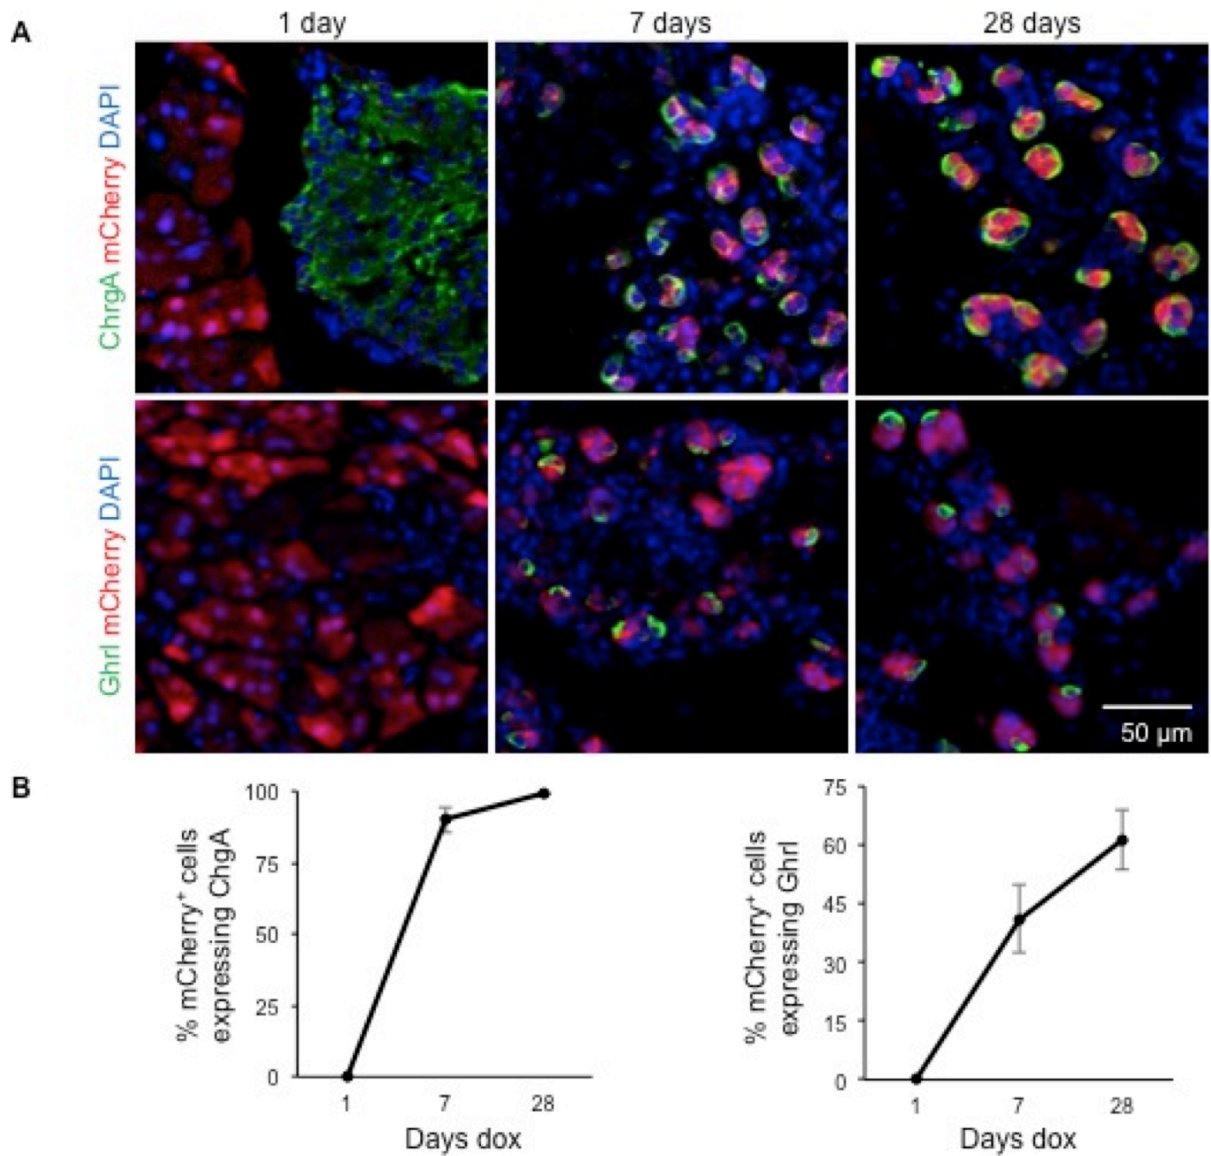 A
1 day
7 days
28 days
ChrgA mCherry DAPI
Ghrl mCherry DAPI
50 µm
B
% mCherry⁺ cells
expressing ChgA
100
75
50
25
0
1 7 28
Days dox
% mCherry⁺ cells
expressing Ghrl
75
60
45
30
15
0
1 7 28
Days dox